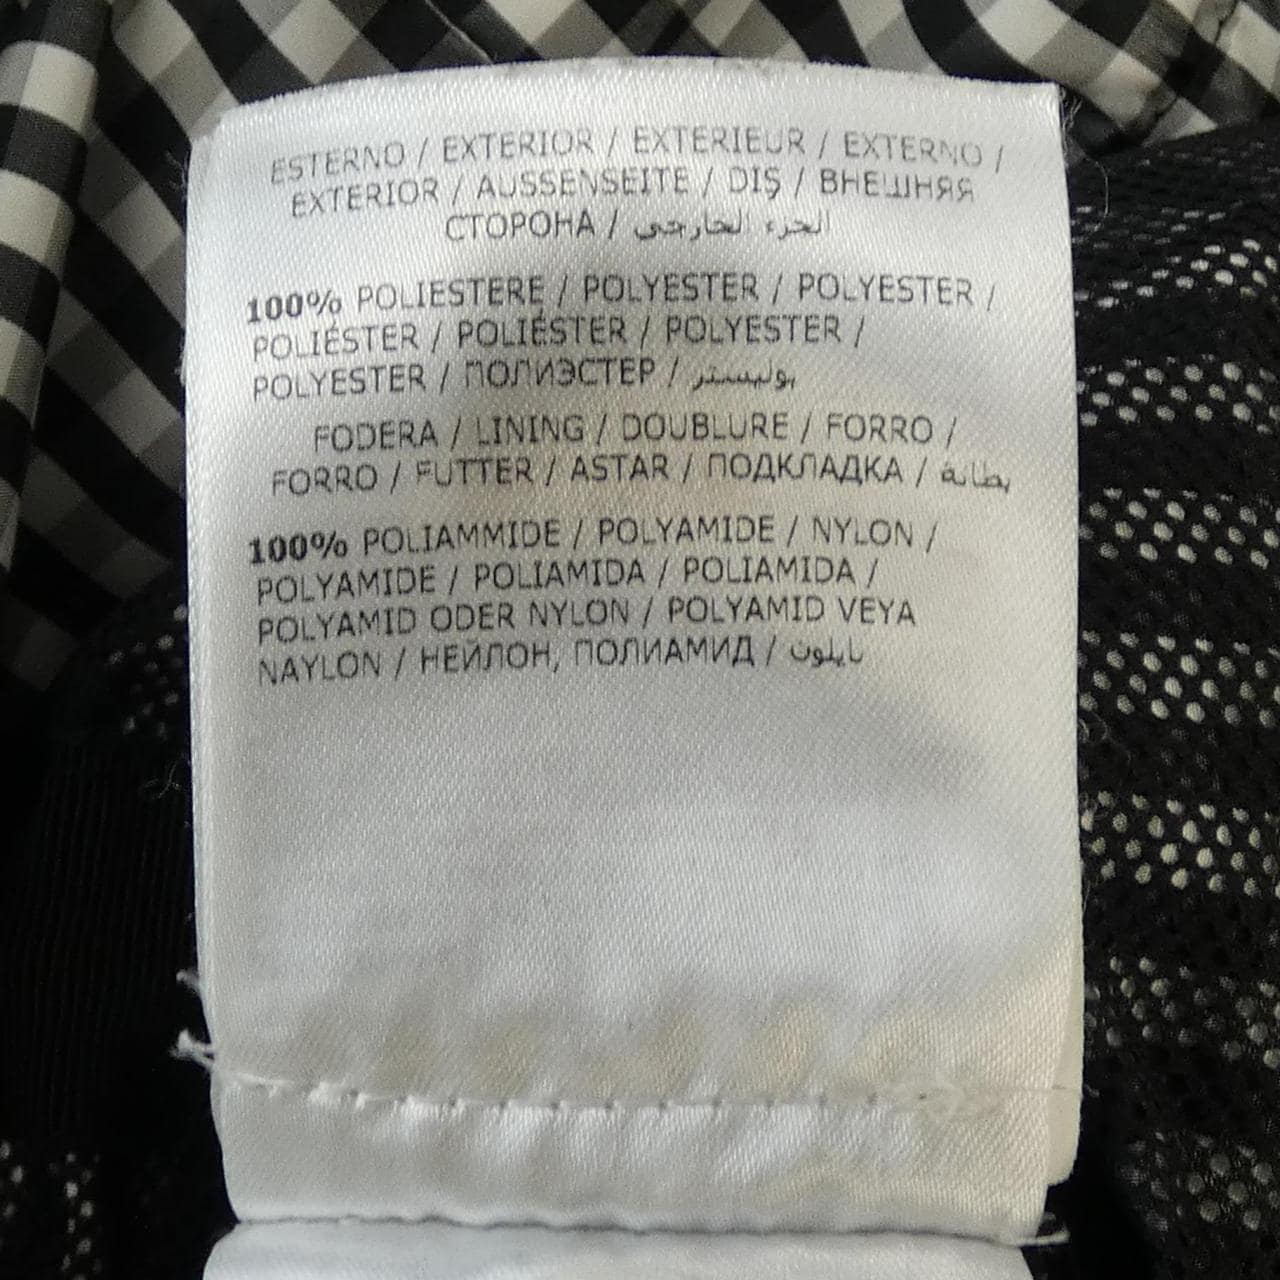 ESTERNO / EXTERIOR / EXTERIEUR / EXTERNO /
EXTERIOR / AUSSENSEITE / DIŞ / ВНЕШНЯЯ
СТОРОНА / الجزء الخارجي
100% POLIESTERE / POLYESTER / POLYESTER /
POLIÉSTER / POLIÉSTER / POLYESTER /
POLYESTER / ПОЛИЭСТЕР / بوليستر
FODERA / LINING / DOUBLURE / FORRO /
FORRO / FUTTER / ASTAR / ПОДКЛАДКА / بطانة
100% POLIAMMIDE / POLYAMIDE / NYLON /
POLYAMIDE / POLIAMIDA / POLIAMIDA /
POLYAMID ODER NYLON / POLYAMID VEYA
NAYLON / НЕЙЛОН, ПОЛИАМИД / نايلون